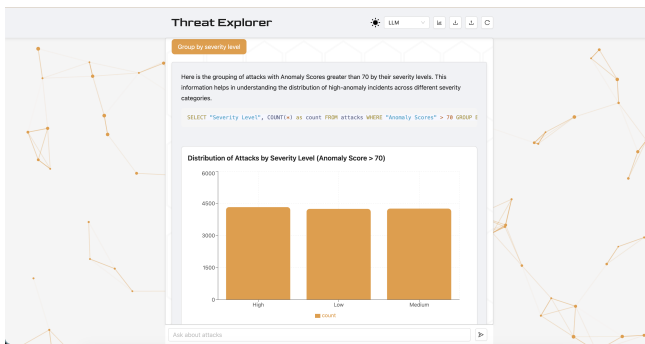 Threat Explorer
LLM
Group by severity level
Here is the grouping of attacks with Anomaly Scores greater than 70 by their severity levels. This
information helps in understanding the distribution of high-anomaly incidents across different severity
categories.
SELECT "Severity Level", COUNT(*) as count FROM attacks WHERE "Anomaly Scores" > 70 GROUP
Distribution of Attacks by Severity Level (Anomaly Score > 70)
6000
4500
3000
1500
0
High Low Medium
count
Ask about attacks